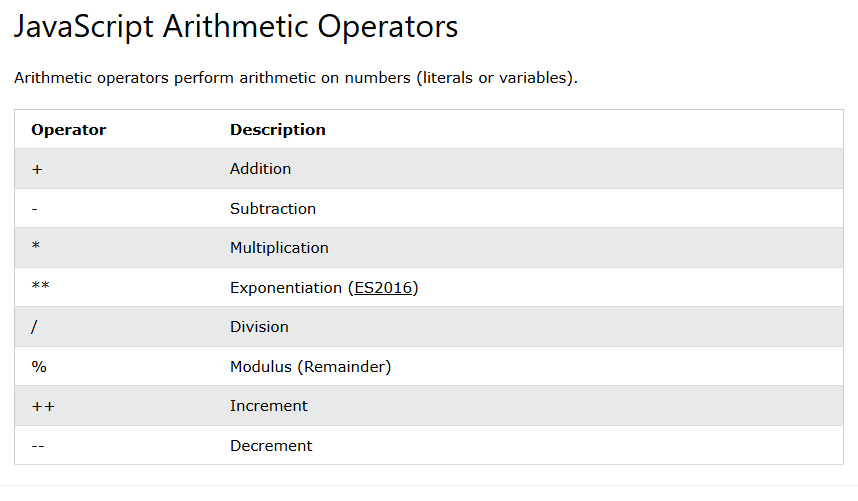 JavaScript Arithmetic Operators
Arithmetic operators perform arithmetic on numbers (literals or variables).
Operator Description
+ Addition
- Subtraction
* Multiplication
** Exponentiation (ES2016)
/ Division
% Modulus (Remainder)
++ Increment
-- Decrement